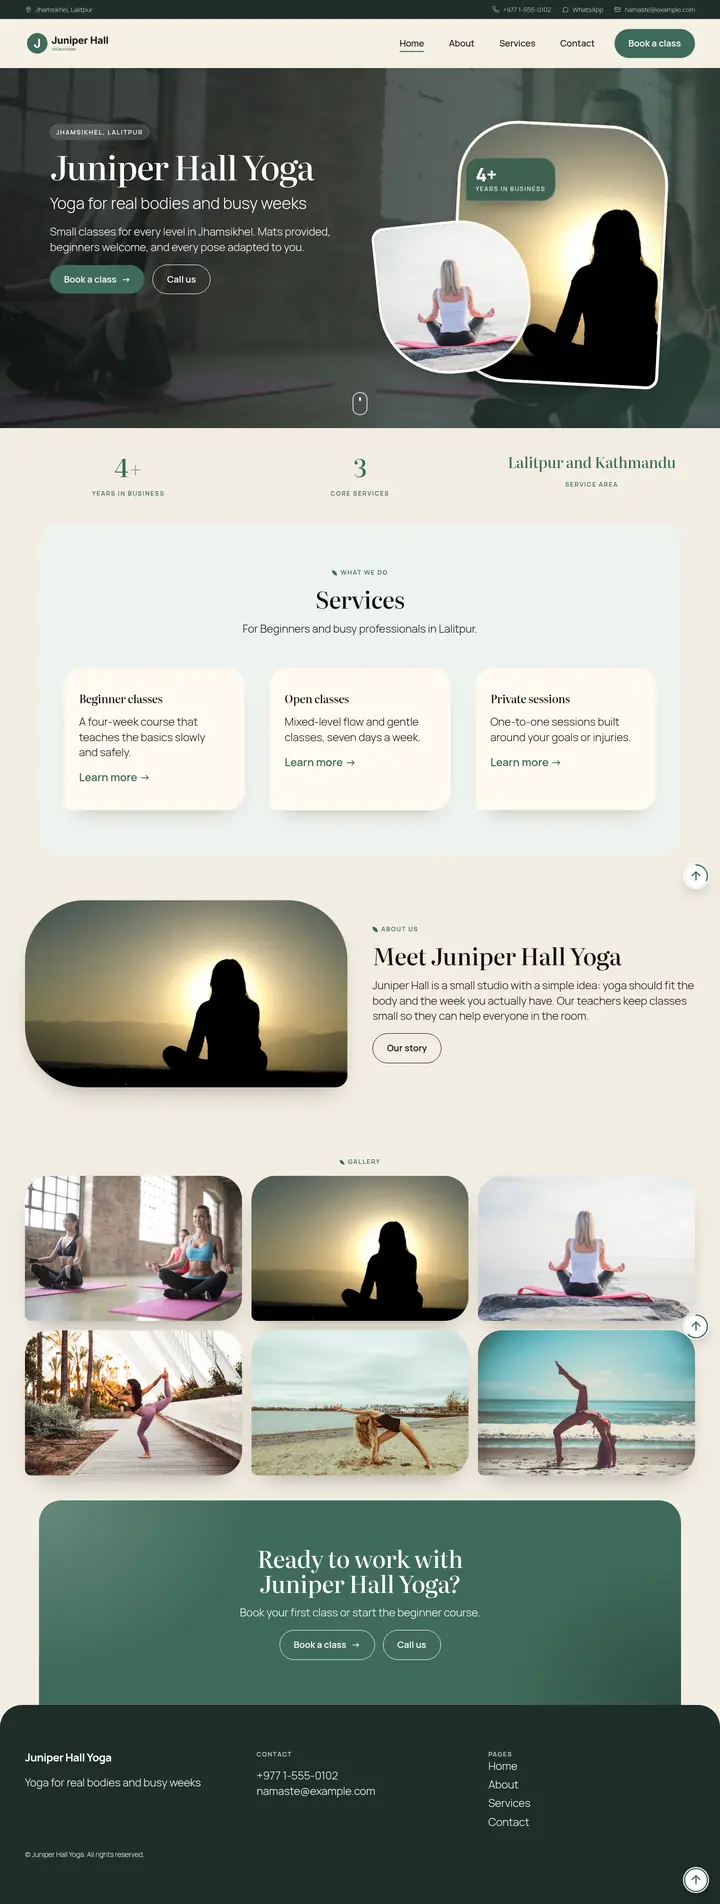 Jhamsikhel, Lalitpur
+977 1-555-0102
WhatsApp
namaste@example.com
J
Juniper Hall
YOGA STUDIO
Home
About
Services
Contact
Book a class
JHAMSIKHEL, LALITPUR
Juniper Hall Yoga
Yoga for real bodies and busy weeks
Small classes for every level in Jhamsikhel. Mats provided,
beginners welcome, and every pose adapted to you.
Book a class →
Call us
4+
YEARS IN BUSINESS
4+
YEARS IN BUSINESS
3
CORE SERVICES
Lalitpur and Kathmandu
SERVICE AREA
WHAT WE DO
Services
For Beginners and busy professionals in Lalitpur.
Beginner classes
A four-week course that
teaches the basics slowly
and safely.
Learn more →
Open classes
Mixed-level flow and gentle
classes, seven days a week.
Learn more →
Private sessions
One-to-one sessions built
around your goals or injuries.
Learn more →
ABOUT US
Meet Juniper Hall Yoga
Juniper Hall is a small studio with a simple idea: yoga should fit the
body and the week you actually have. Our teachers keep classes
small so they can help everyone in the room.
Our story
GALLERY
Ready to work with
Juniper Hall Yoga?
Book your first class or start the beginner course.
Book a class →
Call us
Juniper Hall Yoga
Yoga for real bodies and busy weeks
CONTACT
+977 1-555-0102
namaste@example.com
PAGES
Home
About
Services
Contact
© Juniper Hall Yoga. All rights reserved.